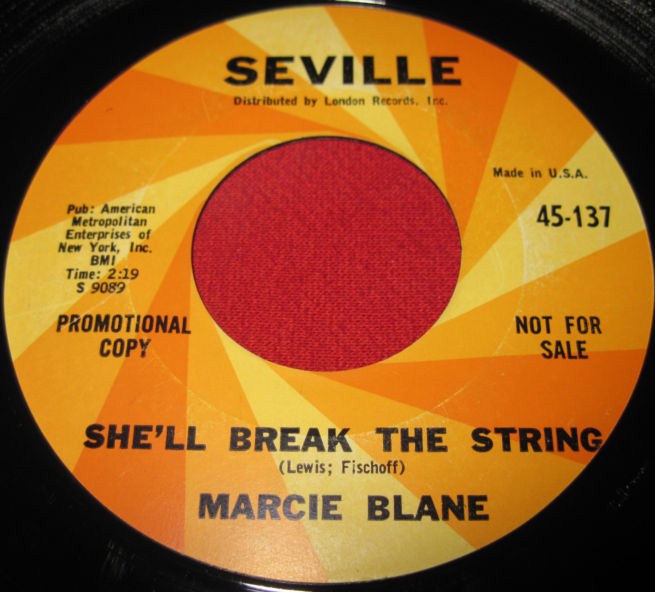 SEVILLE
Distributed by London Records, Inc.
Made in U.S.A.
45-137
Pub: American
Metropolitan
Enterprises of
New York, Inc.
BMI
Time: 2:19
S 9089
PROMOTIONAL
COPY
NOT FOR
SALE
SHE'LL BREAK THE STRING
(Lewis; Fischoff)
MARCIE BLANE